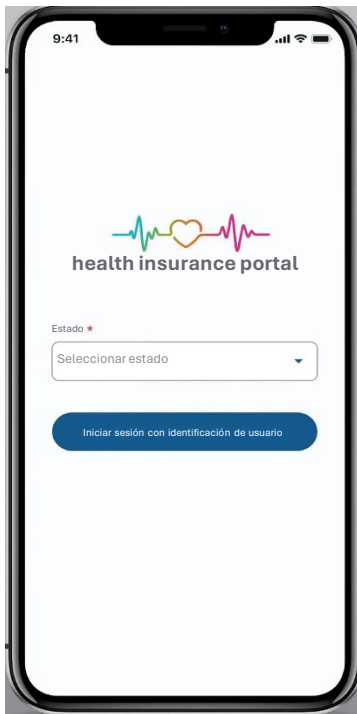 9:41
health insurance portal
Estado *
Seleccionar estado
Iniciar sesión con identificación de usuario